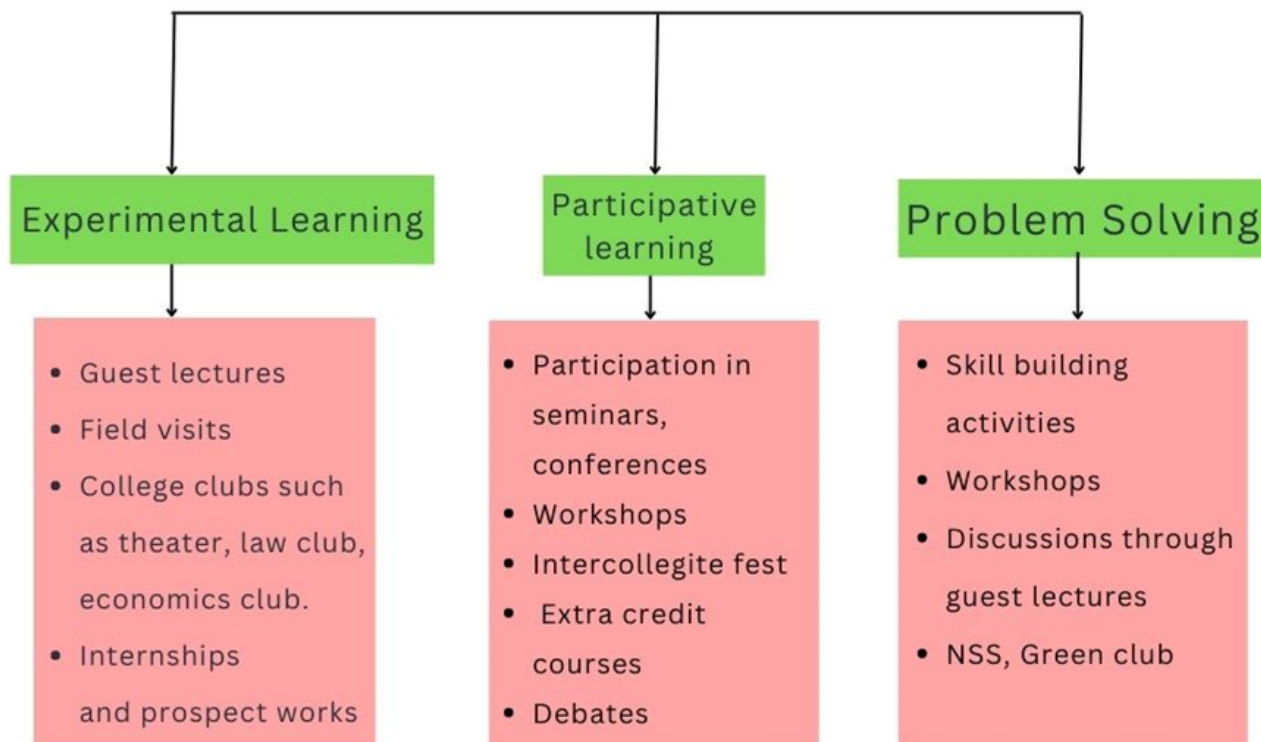 Experimental Learning
• Guest lectures
• Field visits
• College clubs such
as theater, law club,
economics club.
• Internships
and prospect works
Participative
learning
• Participation in
seminars,
conferences
• Workshops
• Intercollegite fest
• Extra credit
courses
• Debates
Problem Solving
• Skill building
activities
• Workshops
• Discussions through
guest lectures
• NSS, Green club